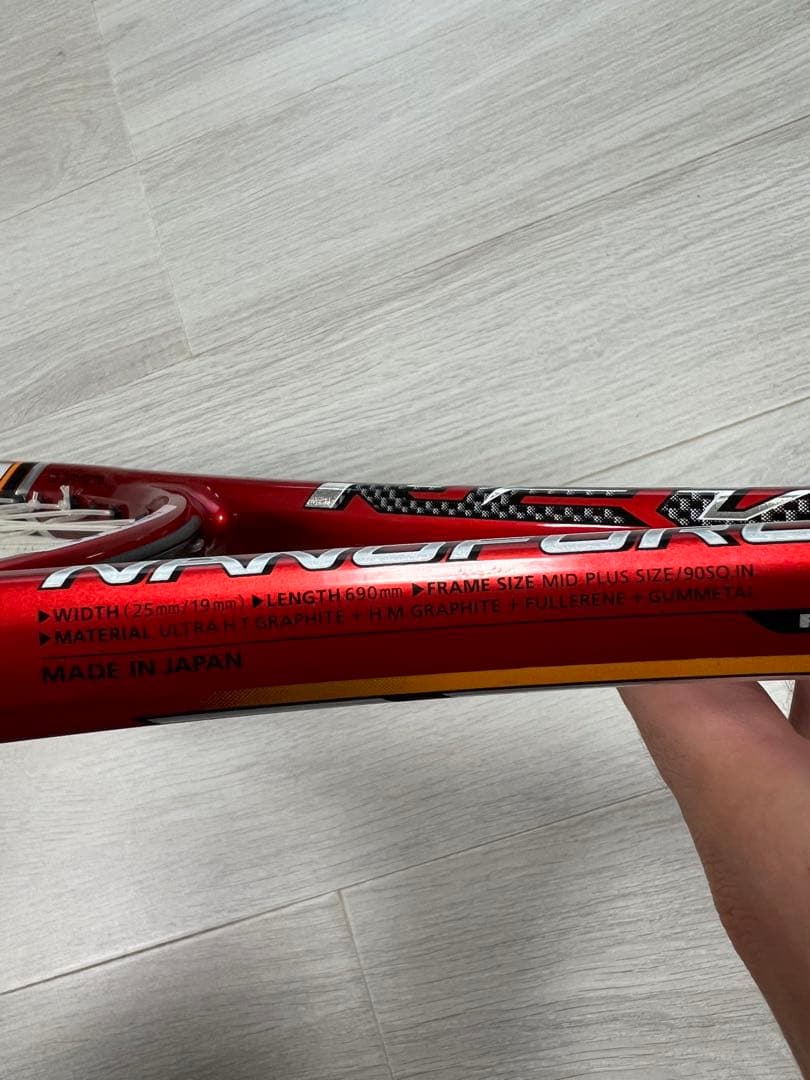 NANOFORC
▶WIDTH (25mm/19mm) ▶LENGTH 690mm ▶FRAME SIZE MID PLUS SIZE/90SQ.IN
▶MATERIAL ULTRA H.T GRAPHITE + H.M GRAPHITE + FULLERENE + GUMMETAL
MADE IN JAPAN